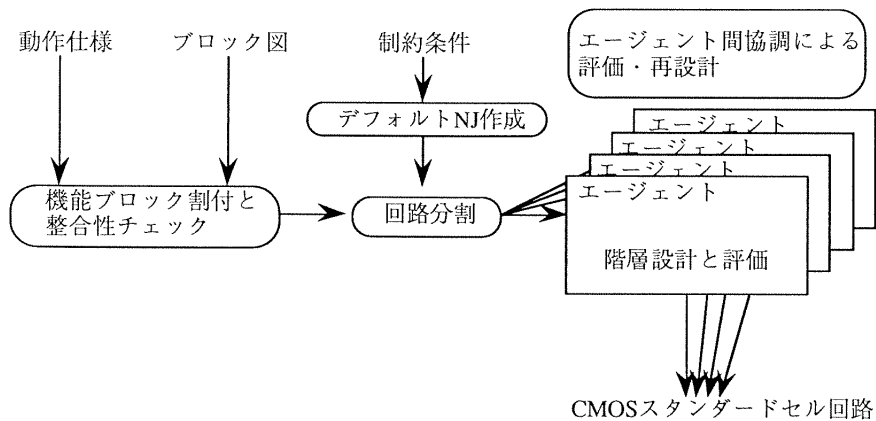 動作仕様
ブロック図
制約条件
エージェント間協調による
評価・再設計
デフォルトNJ作成
エージェント
エージェント
エージェント
エージェント
機能ブロック割付と
整合性チェック
回路分割
階層設計と評価
CMOSスタンダードセル回路